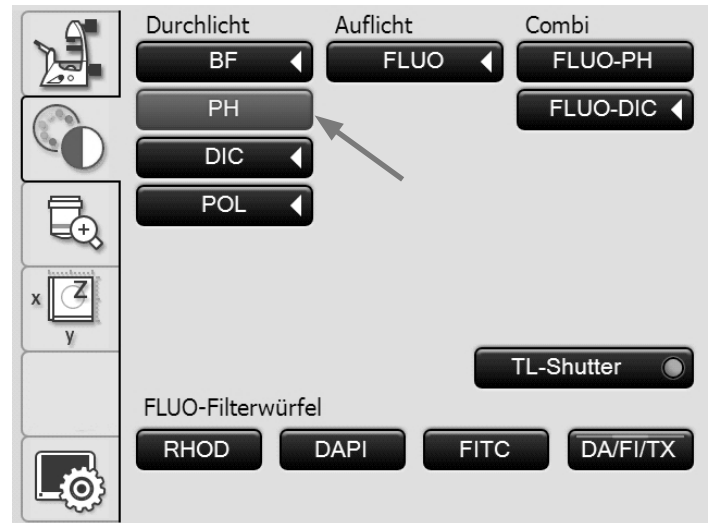 Durchlicht Auflicht Combi
BF FLUO FLUO-PH
PH FLUO-DIC
DIC
POL
x Z
y
TL-Shutter
FLUO-Filterwürfel
RHOD DAPI FITC DA/FI/TX